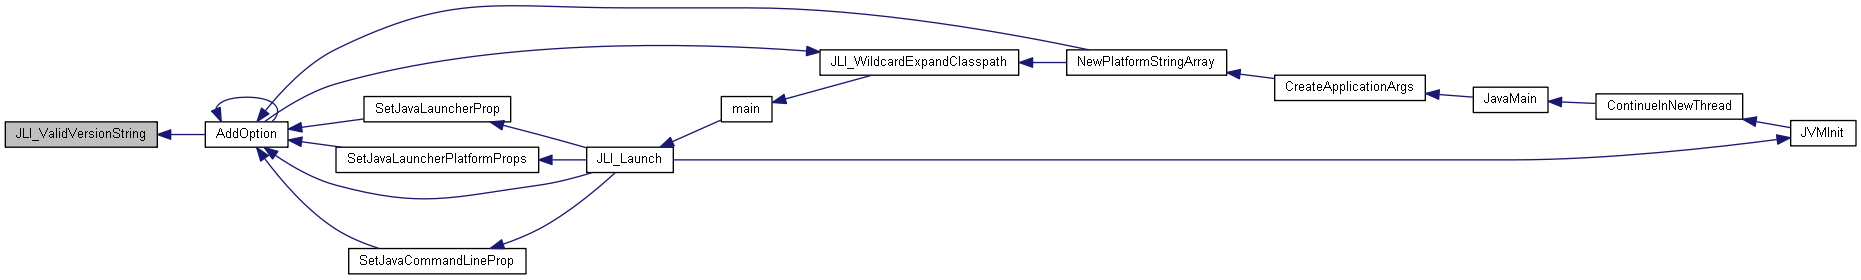 JLI_ValidVersionString
AddOption
SetJavaLauncherProp
SetJavaLauncherPlatformProps
SetJavaCommandLineProp
JLI_Launch
main
JLI_WildcardExpandClasspath
NewPlatformStringArray
CreateApplicationArgs
JavaMain
ContinueInNewThread
JVMInit